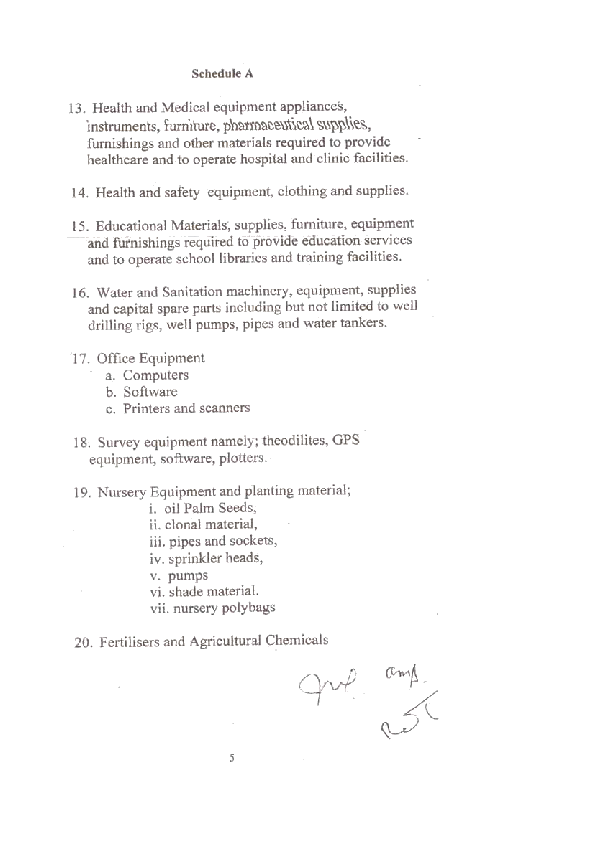 Schedule A
13. Health and Medical equipment appliances,
instruments, furniture, pharmaceutical supplies,
furnishings and other materials required to provide
healthcare and to operate hospital and clinic facilities.
14. Health and safety equipment, clothing and supplies.
15. Educational Materials, supplies, furniture, equipment
and furnishings required to provide education services
and to operate school libraries and training facilities.
16. Water and Sanitation machinery, equipment, supplies
and capital spare parts including but not limited to well
drilling rigs, well pumps, pipes and water tankers.
17. Office Equipment
a. Computers
b. Software
c. Printers and scanners
18. Survey equipment namely; theodilites, GPS
equipment, software, plotters.
19. Nursery Equipment and planting material;
i. oil Palm Seeds,
ii. clonal material,
iii. pipes and sockets,
iv. sprinkler heads,
v. pumps
vi. shade material.
vii. nursery polybags
20. Fertilisers and Agricultural Chemicals
5